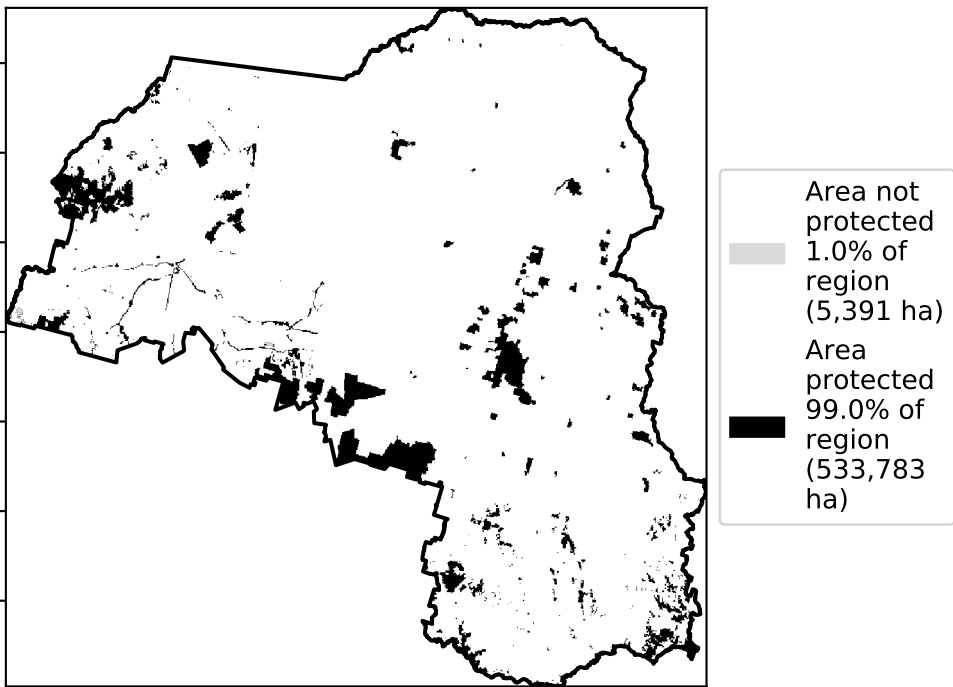 Area not
protected
1.0% of
region
(5,391 ha)
Area
protected
99.0% of
region
(533,783
ha)